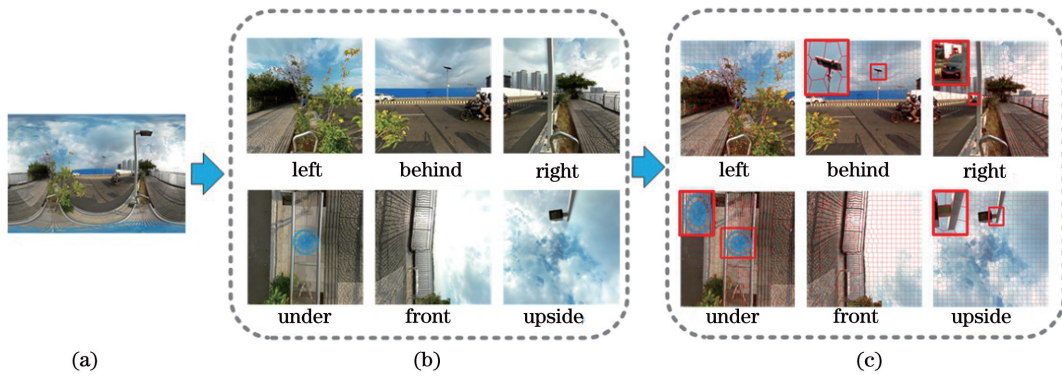 left behind right
under front upside
left behind right
under front upside
(a) (b) (c)